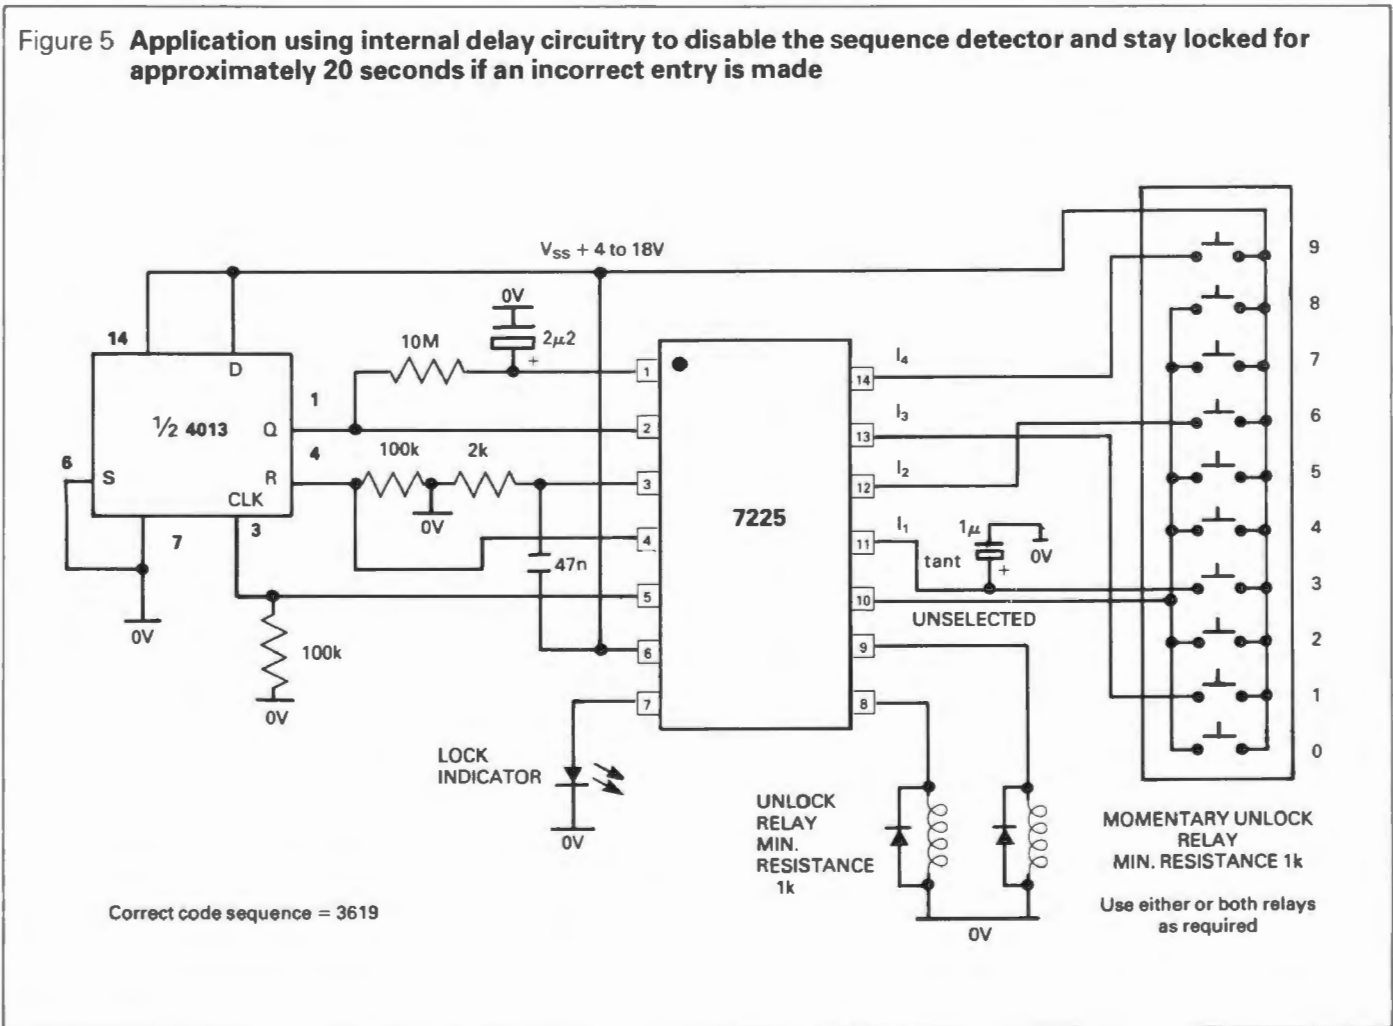 Figure 5 Application using internal delay circuitry to disable the sequence detector and stay locked for
approximately 20 seconds if an incorrect entry is made
V_SS + 4 to 18V
0V
2μ2
+
10M
14
D
1
½ 4013
Q
4
6
S
R
CLK
7
3
100k
2k
0V
47n
0V
100k
0V
1
2
3
4
5
6
7
7225
14
13
12
11
10
9
8
I₄
I₃
I₂
I₁
1μ
tant
+
0V
UNSELECTED
9
8
7
6
5
4
3
2
1
0
LOCK
INDICATOR
0V
UNLOCK
RELAY
MIN.
RESISTANCE
1k
0V
MOMENTARY UNLOCK
RELAY
MIN. RESISTANCE 1k
Use either or both relays
as required
Correct code sequence = 3619